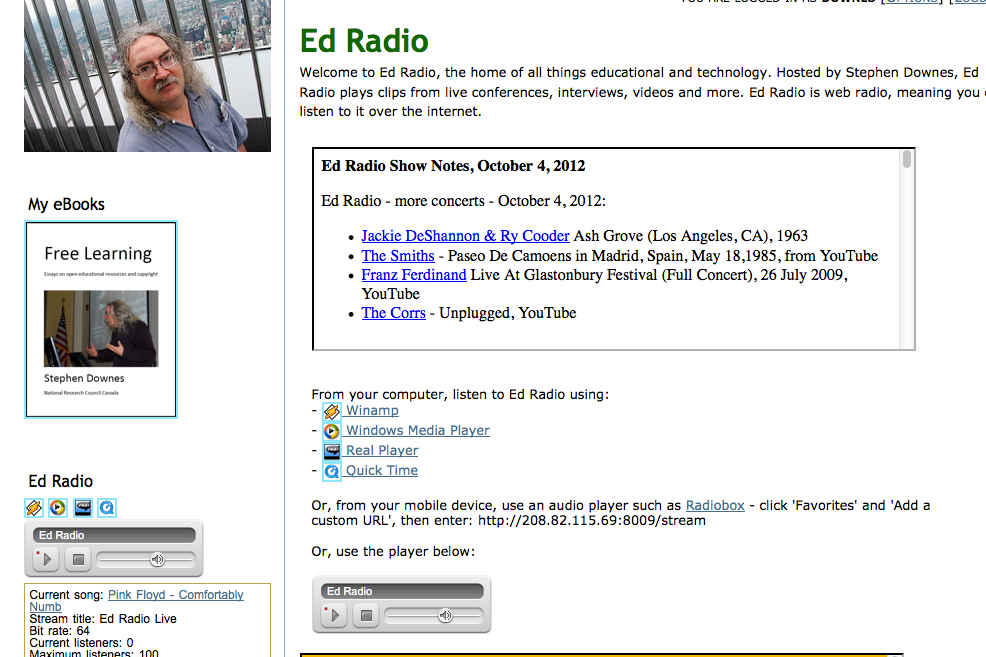 YOU ARE LOGGED IN AS DOWNES [OPTIONS]
Ed Radio
Welcome to Ed Radio, the home of all things educational and technology. Hosted by Stephen Downes, Ed
Radio plays clips from live conferences, interviews, videos and more. Ed Radio is web radio, meaning you
listen to it over the internet.
Ed Radio Show Notes, October 4, 2012
Ed Radio - more concerts - October 4, 2012:
• Jackie DeShannon & Ry Cooder Ash Grove (Los Angeles, CA), 1963
• The Smiths - Paseo De Camoens in Madrid, Spain, May 18,1985, from YouTube
• Franz Ferdinand Live At Glastonbury Festival (Full Concert), 26 July 2009,
YouTube
• The Corrs - Unplugged, YouTube
From your computer, listen to Ed Radio using:
- Winamp
- Windows Media Player
- Real Player
- Quick Time
Or, from your mobile device, use an audio player such as Radiobox - click 'Favorites' and 'Add a
custom URL', then enter: http://208.82.115.69:8009/stream
Or, use the player below:
Ed Radio
My eBooks
Free Learning
Essays on open educational resources and copyright
Stephen Downes
National Research Council Canada
Ed Radio
Ed Radio
Current song: Pink Floyd - Comfortably
Numb
Stream title: Ed Radio Live
Bit rate: 64
Current listeners: 0
Maximum listeners: 100